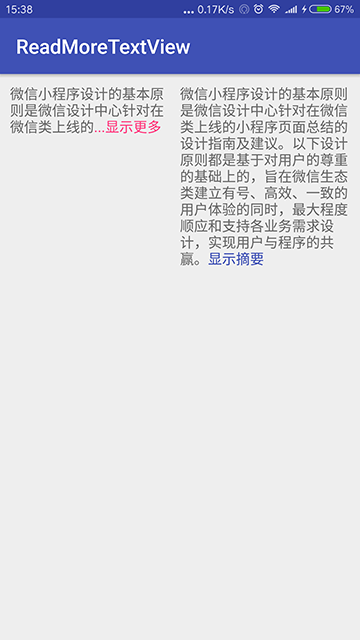 15:38
... 0.17K/s
67%
ReadMoreTextView
微信小程序设计的基本原
则是微信设计中心针对在
微信类上线的...显示更多
微信小程序设计的基本原则
是微信设计中心针对在微信
类上线的小程序页面总结的
设计指南及建议。以下设计
原则都是基于对用户的尊重
的基础上的，旨在微信生态
类建立有号、高效、一致的
用户体验的同时，最大程度
顺应和支持各业务需求设
计，实现用户与程序的共
赢。显示摘要